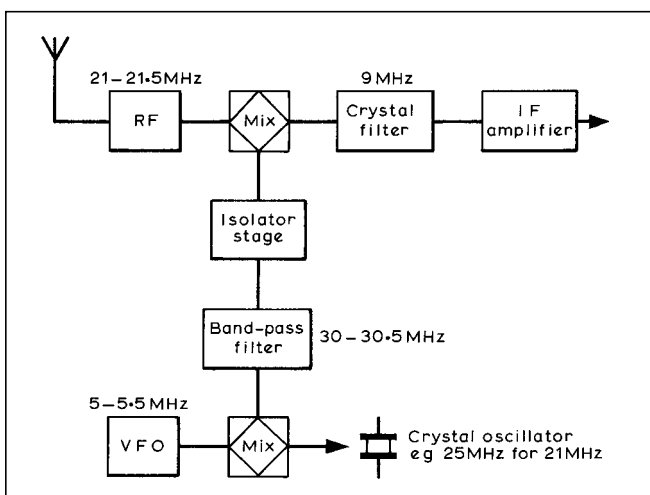 21–21·5MHz
9MHz
RF
Mix
Crystal
filter
IF
amplifier
Isolator
stage
Band-pass
filter
30–30·5MHz
5–5·5MHz
VFO
Mix
Crystal oscillator
eg 25MHz for 21MHz